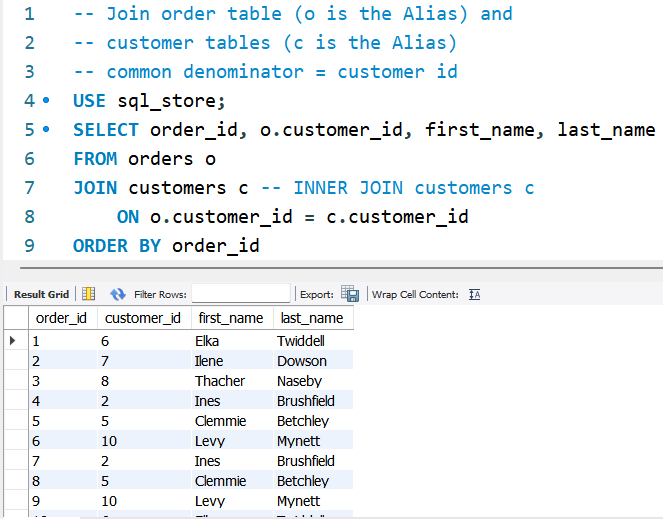 1 -- Join order table (o is the Alias) and
2 -- customer tables (c is the Alias)
3 -- common denominator = customer id
4 USE sql_store;
5 SELECT order_id, o.customer_id, first_name, last_name
6 FROM orders o
7 JOIN customers c -- INNER JOIN customers c
8 ON o.customer_id = c.customer_id
9 ORDER BY order_id
Result Grid Filter Rows: Export: Wrap Cell Content: IA
order_id customer_id first_name last_name
1 6 Elka Twiddell
2 7 Ilene Dowson
3 8 Thacher Naseby
4 2 Ines Brushfield
5 5 Clemmie Betchley
6 10 Levy Mynett
7 2 Ines Brushfield
8 5 Clemmie Betchley
9 10 Levy Mynett